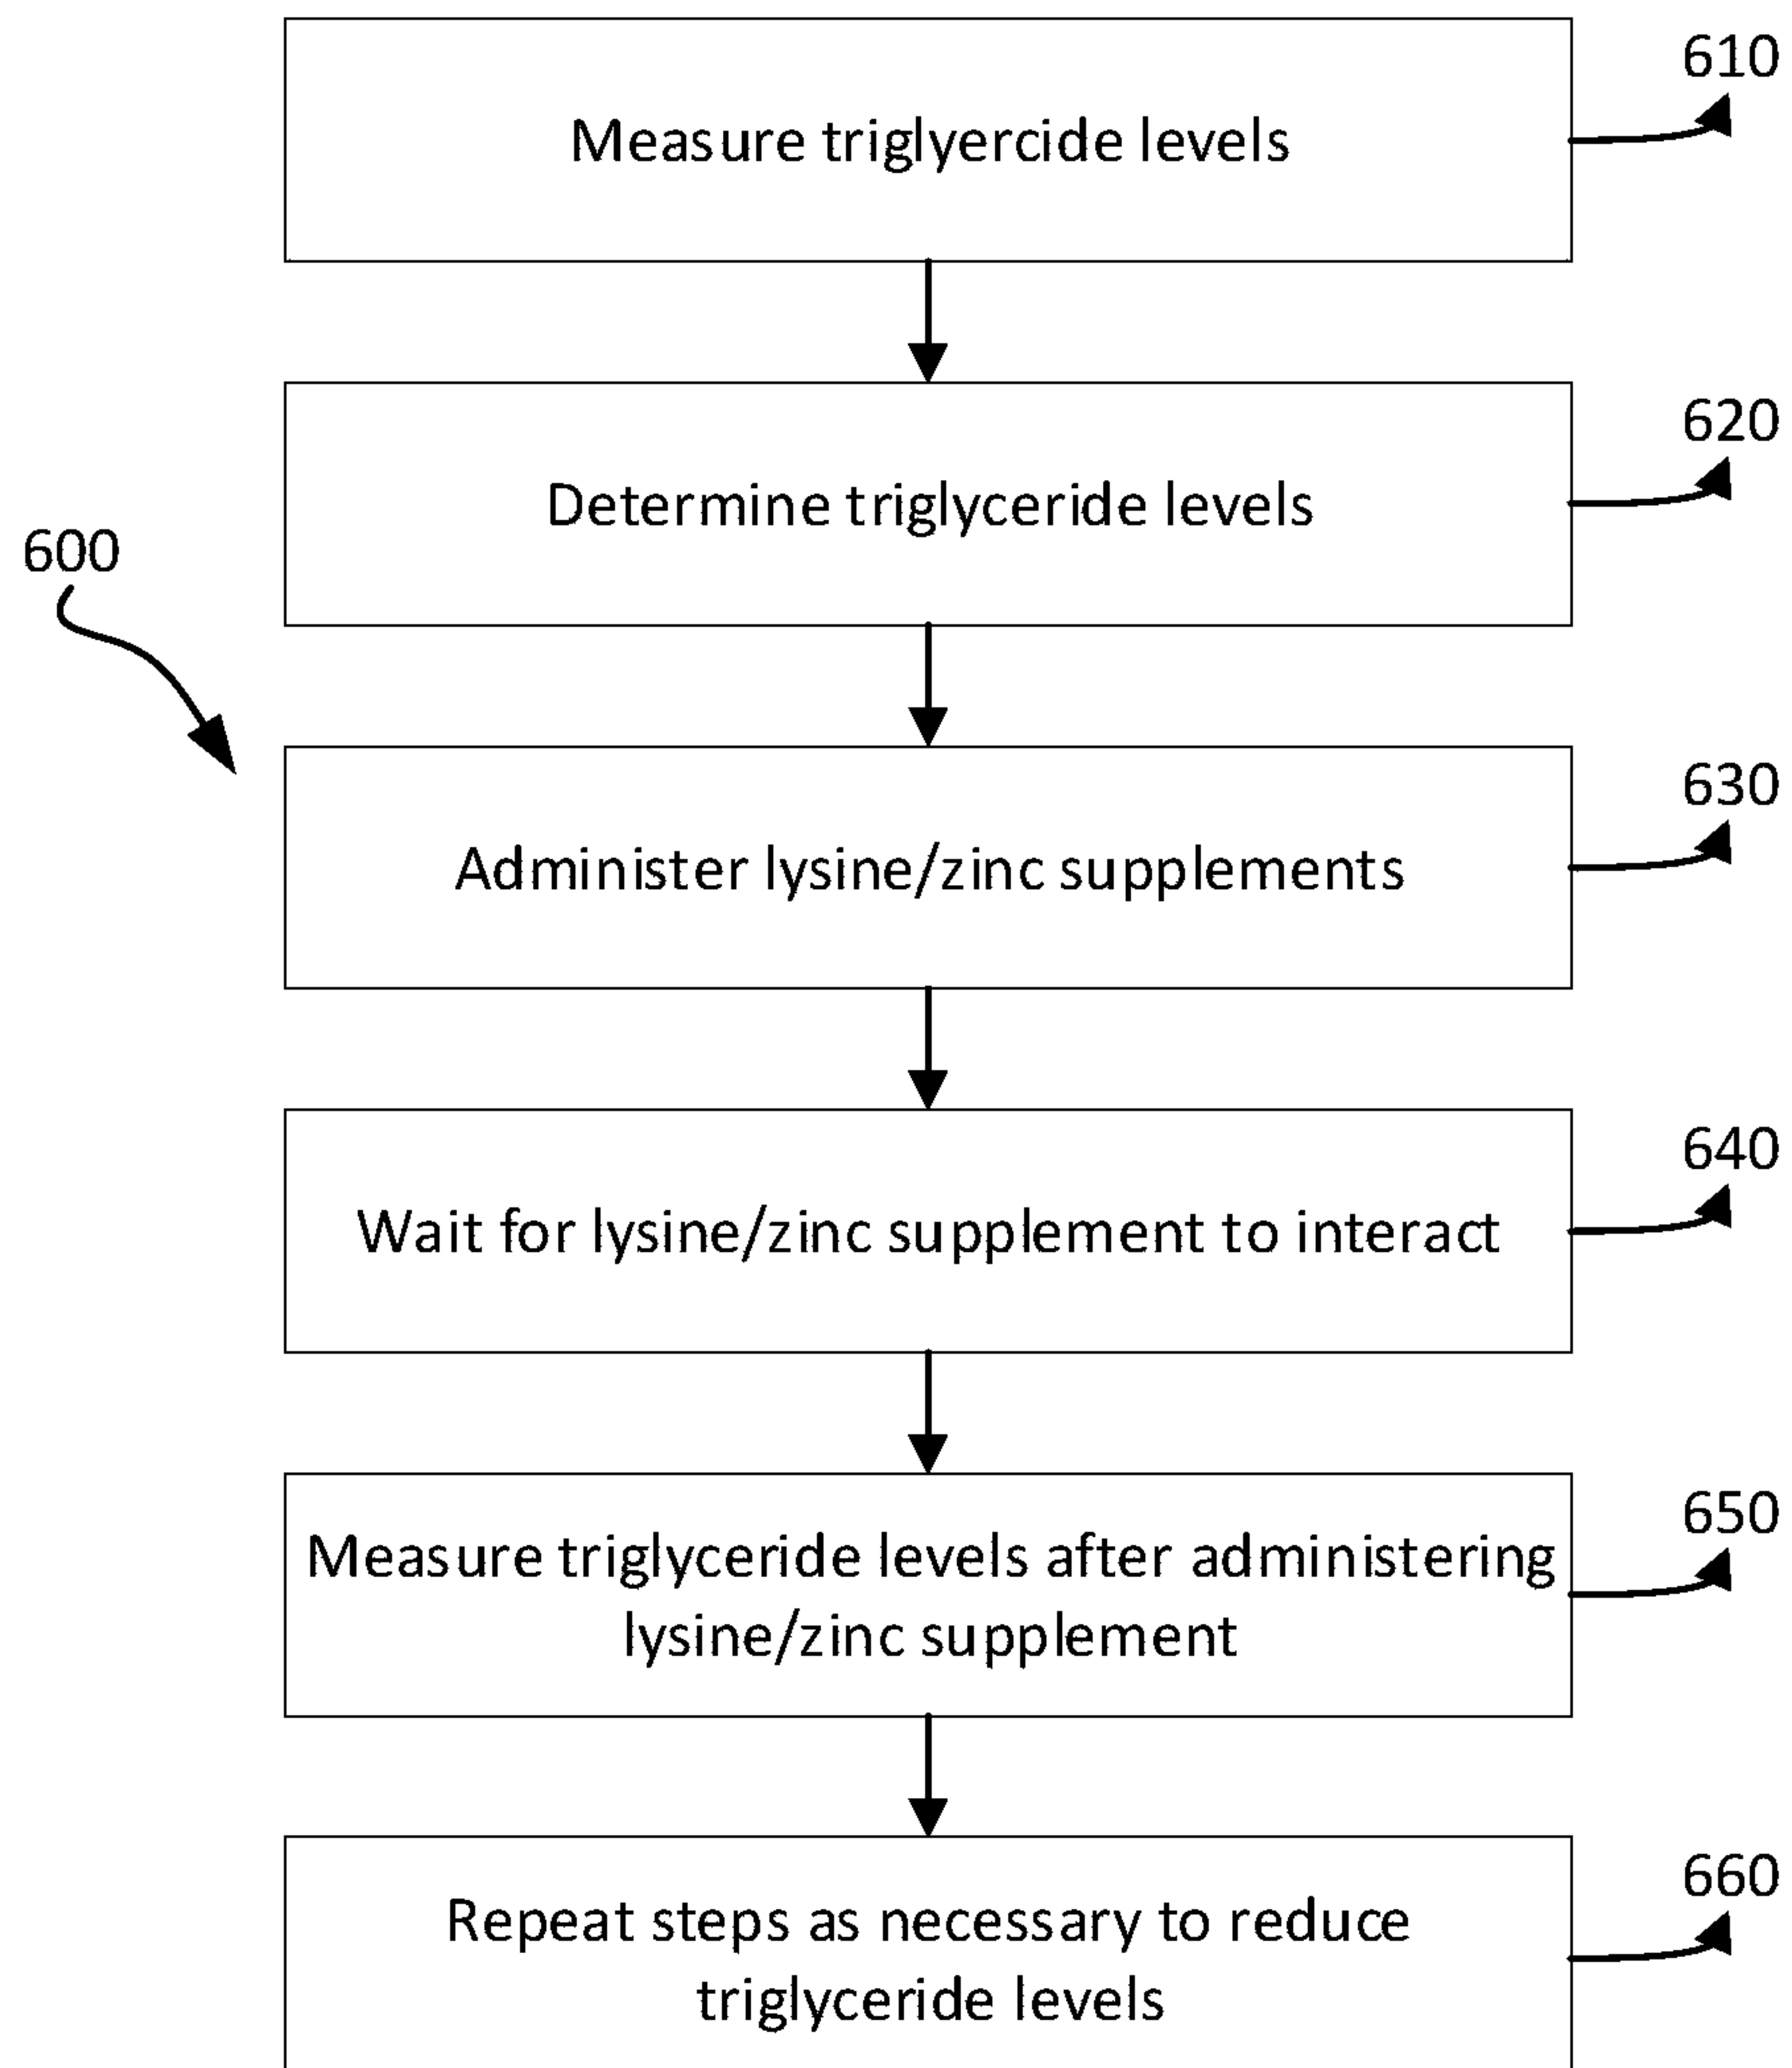 610
Measure triglyercide levels
620
Determine triglyceride levels
600
630
Administer lysine/zinc supplements
640
Wait for lysine/zinc supplement to interact
650
Measure triglyceride levels after administering
lysine/zinc supplement
660
Repeat steps as necessary to reduce
triglyceride levels